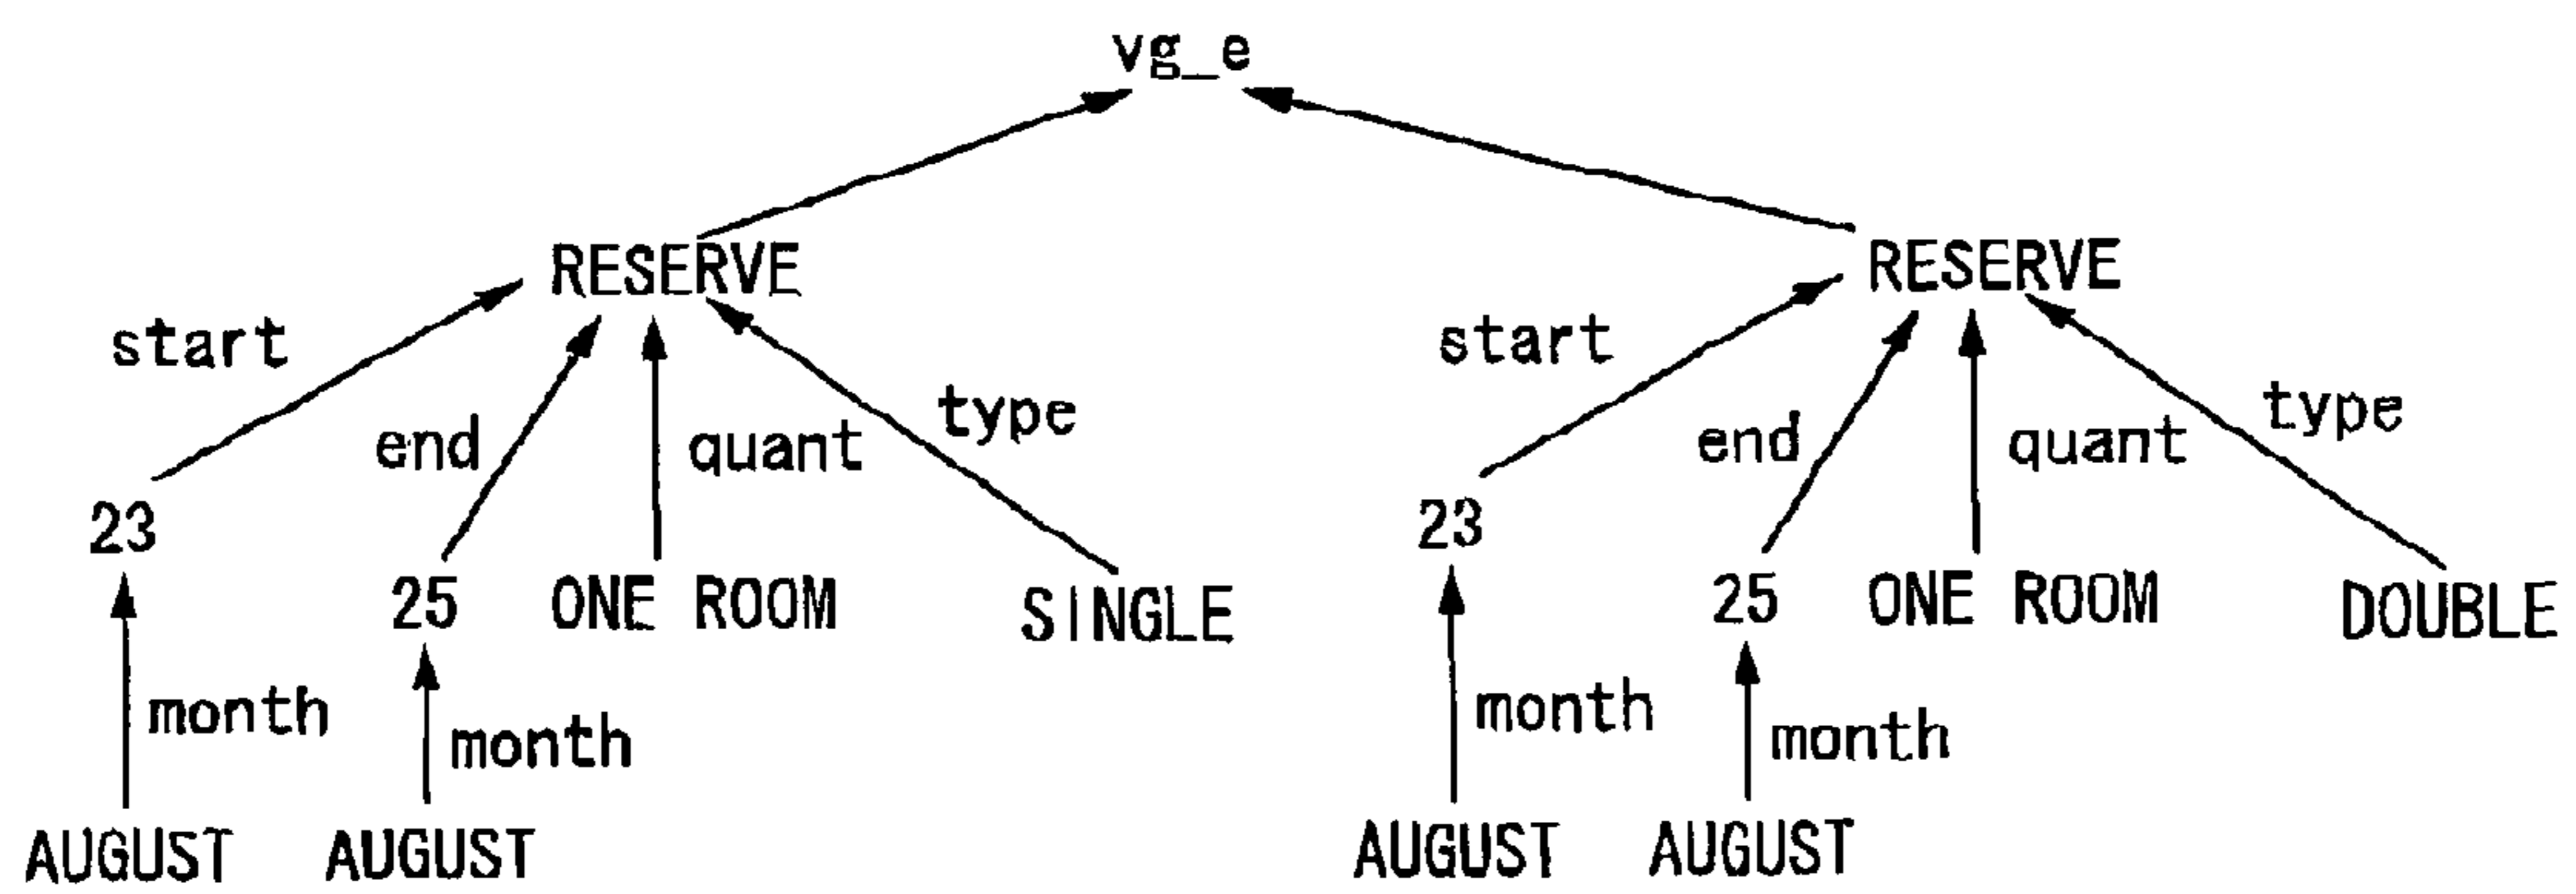 vg_e
RESERVE RESERVE
start start
type type
end quant end quant
23 23
25 ONE ROOM SINGLE 25 ONE ROOM DOUBLE
month month
month month
AUGUST AUGUST AUGUST AUGUST